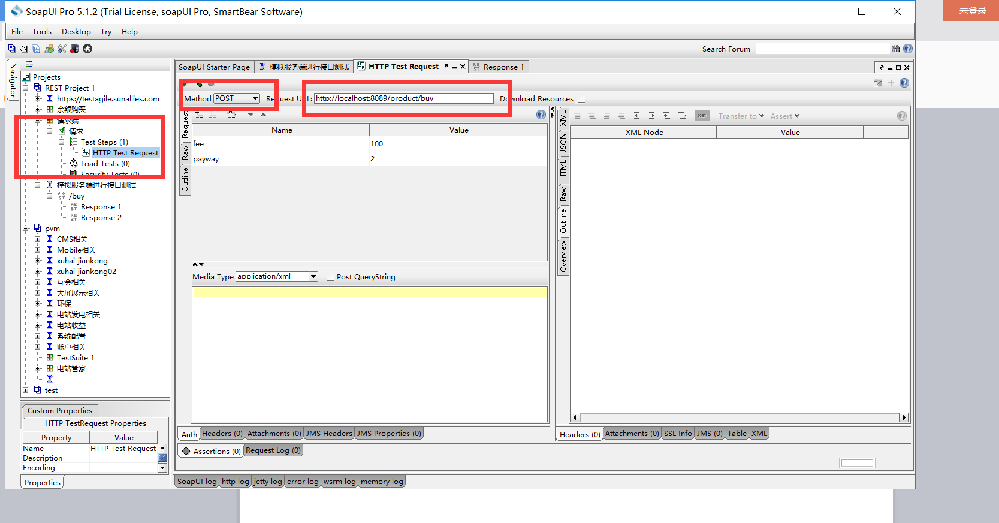 SoapUI Pro 5.1.2 (Trial License, soapUI Pro, SmartBear Software)
未登录
File Tools Desktop Try Help
Search Forum
Navigator
Projects
REST Project 1
https://testagile.sunallies.com
余额购买
请求端
请求
Test Steps (1)
HTTP Test Request
Load Tests (0)
Security Tests (0)
模拟服务端进行接口测试
/buy
Response 1
Response 2
pvm
CMS相关
Mobile相关
xuhai-jiankong
xuhai-jiankong02
互金相关
大屏展示相关
环保
电站发电相关
电站收益
系统配置
账户相关
TestSuite 1
电站管家
test
Custom Properties
HTTP TestRequest Properties
Property Value
Name HTTP Test Request
Description
Encoding
Properties
SoapUI Starter Page 模拟服务端进行接口测试 HTTP Test Request Response 1
Method POST Request URL: http://localhost:8089/product/buy Download Resources
Request
Raw
Outline
Name Value
fee 100
payway 2
Media Type application/xml Post QueryString
Auth Headers (0) Attachments (0) JMS Headers JMS Properties (0)
XML
JSON
HTML
Raw
Outline
Overview
Transfer to Assert
XML Node Value
Headers (0) Attachments (0) SSL Info JMS (0) Table XML
Assertions (0) Request Log (0)
SoapUI log http log jetty log error log wsrm log memory log